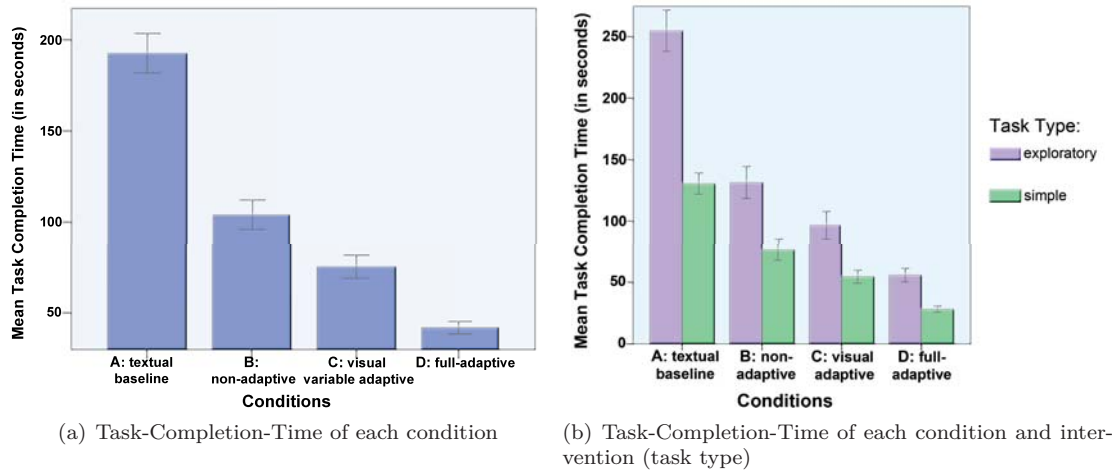 Mean Task Completion Time (in seconds)
200
150
100
50
A: textual
baseline
B:
non-adaptive
C: visual
variable adaptive
D: full-adaptive
Conditions
(a) Task-Completion-Time of each condition
Mean Task Completion Time (in seconds)
250
200
150
100
50
0
A: textual
baseline
B: non-
adaptive
C: visual
adaptive
D: full-
adaptive
Conditions
Task Type:
exploratory
simple
(b) Task-Completion-Time of each condition and inter-
vention (task type)